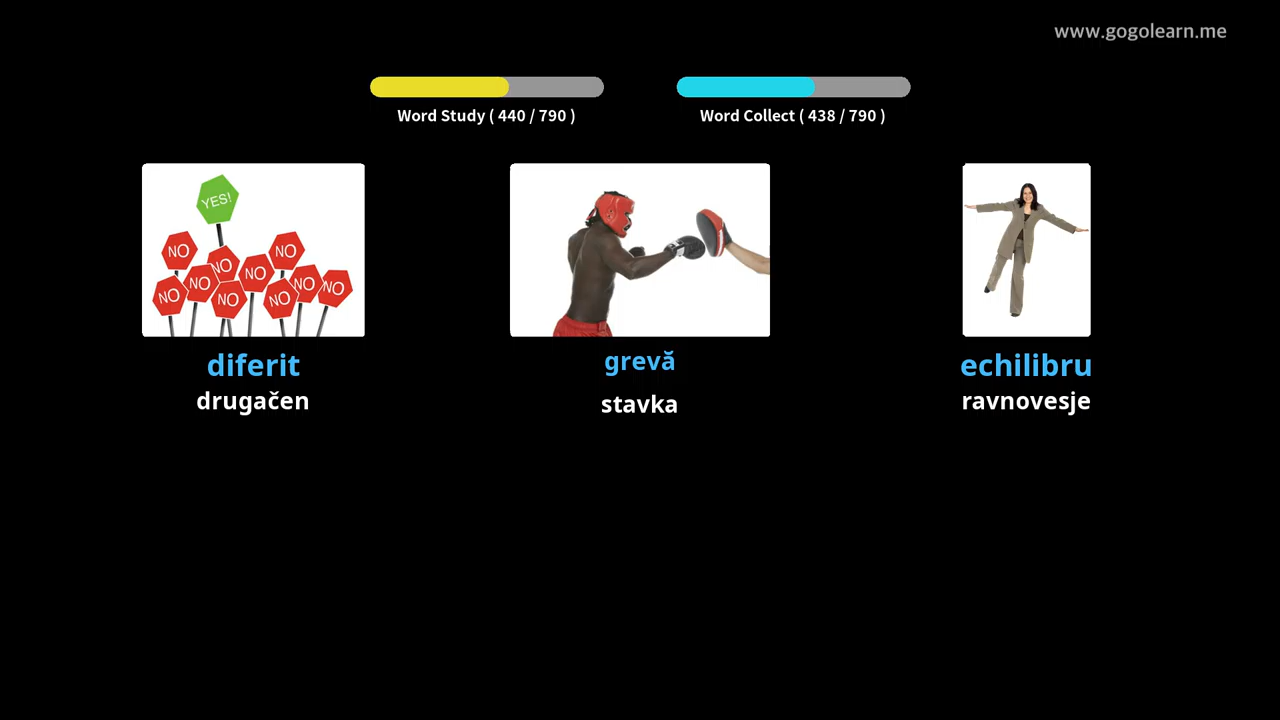 www.gogolearn.me
Word Study ( 440 / 790 )
Word Collect ( 438 / 790 )
YES!
NO
NO
NO
NO
NO
NO
NO
NO
NO
NO
diferit
drugačen
grevă
stavka
echilibru
ravnovesje